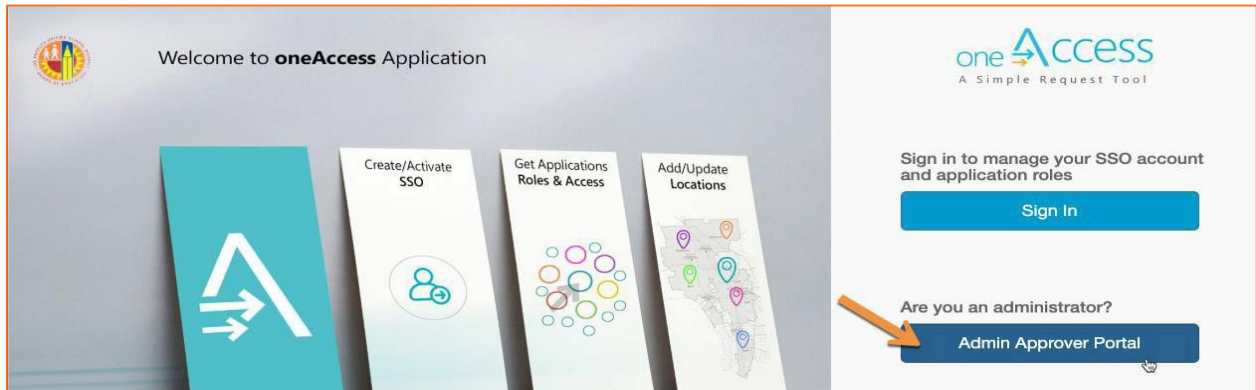 Welcome to oneAccess Application
Create/Activate
SSO
Get Applications
Roles & Access
Add/Update
Locations
one Access
A Simple Request Tool
Sign in to manage your SSO account
and application roles
Sign In
Are you an administrator?
Admin Approver Portal